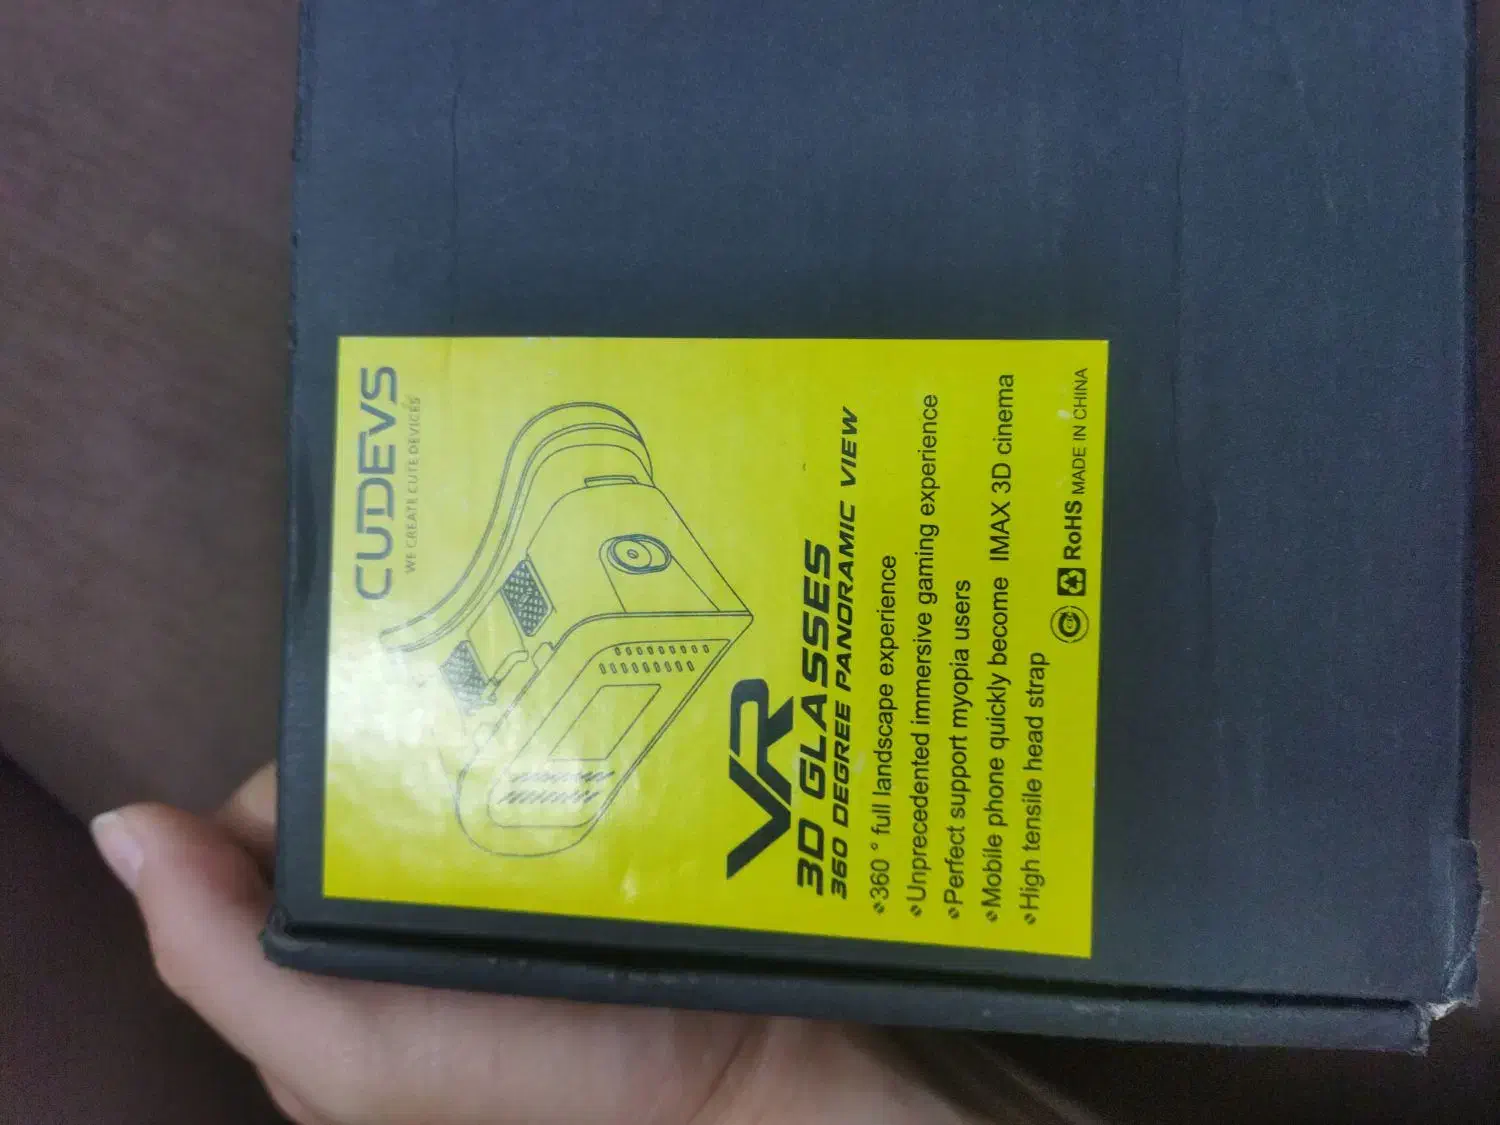 CUDEVS
WE CREATE CUTE DEVICES
VR
3D GLASSES
360 DEGREE PANORAMIC VIEW
360 ° full landscape experience
Unprecedented immersive gaming experience
Perfect support myopia users
Mobile phone quickly become IMAX 3D cinema
High tensile head strap
RoHS MADE IN CHINA